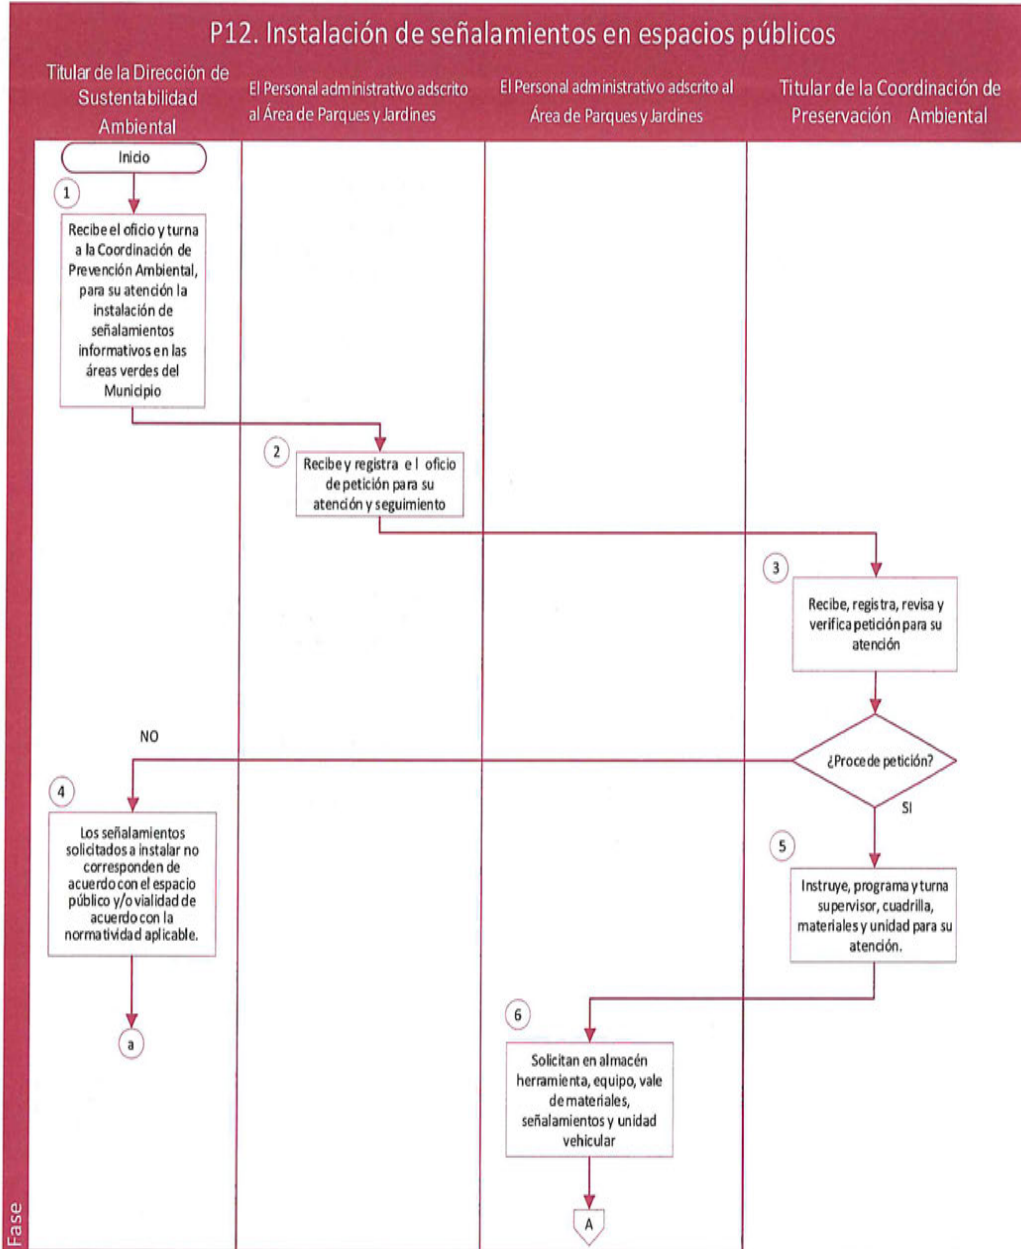 P12. Instalación de señalamientos en espacios públicos
Titular de la Dirección de
Sustentabilidad
Ambiental
El Personal administrativo adscrito
al Área de Parques y Jardines
El Personal administrativo adscrito al
Área de Parques y Jardines
Titular de la Coordinación de
Preservación Ambiental
Inicio
1
Recibe el oficio y turna
a la Coordinación de
Prevención Ambiental,
para su atención la
instalación de
señalamientos
informativos en las
áreas verdes del
Municipio
2
Recibe y registra e l oficio
de petición para su
atención y seguimiento
3
Recibe, registra, revisa y
verifica petición para su
atención
¿Procede petición?
NO
SI
4
Los señalamientos
solicitados a instalar no
corresponden de
acuerdo con el espacio
público y/o vialidad de
acuerdo con la
normatividad aplicable.
a
5
Instruye, programa y turna
supervisor, cuadrilla,
materiales y unidad para su
atención.
6
Solicitan en almacén
herramienta, equipo, vale
de materiales,
señalamientos y unidad
vehicular
A
Fase